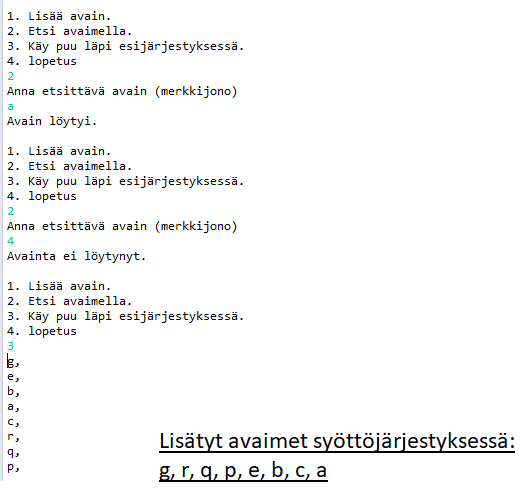 1. Lisää avain.
2. Etsi avaimella.
3. Käy puu läpi esijärjestyksessä.
4. lopetus
2
Anna etsittävä avain (merkkijono)
a
Avain löytyi.
1. Lisää avain.
2. Etsi avaimella.
3. Käy puu läpi esijärjestyksessä.
4. lopetus
2
Anna etsittävä avain (merkkijono)
4
Avainta ei löytynyt.
1. Lisää avain.
2. Etsi avaimella.
3. Käy puu läpi esijärjestyksessä.
4. lopetus
3
g,
e,
b,
a,
c,
r,
q,
p,
Lisätyt avaimet syöttöjärjestyksessä:
g, r, q, p, e, b, c, a